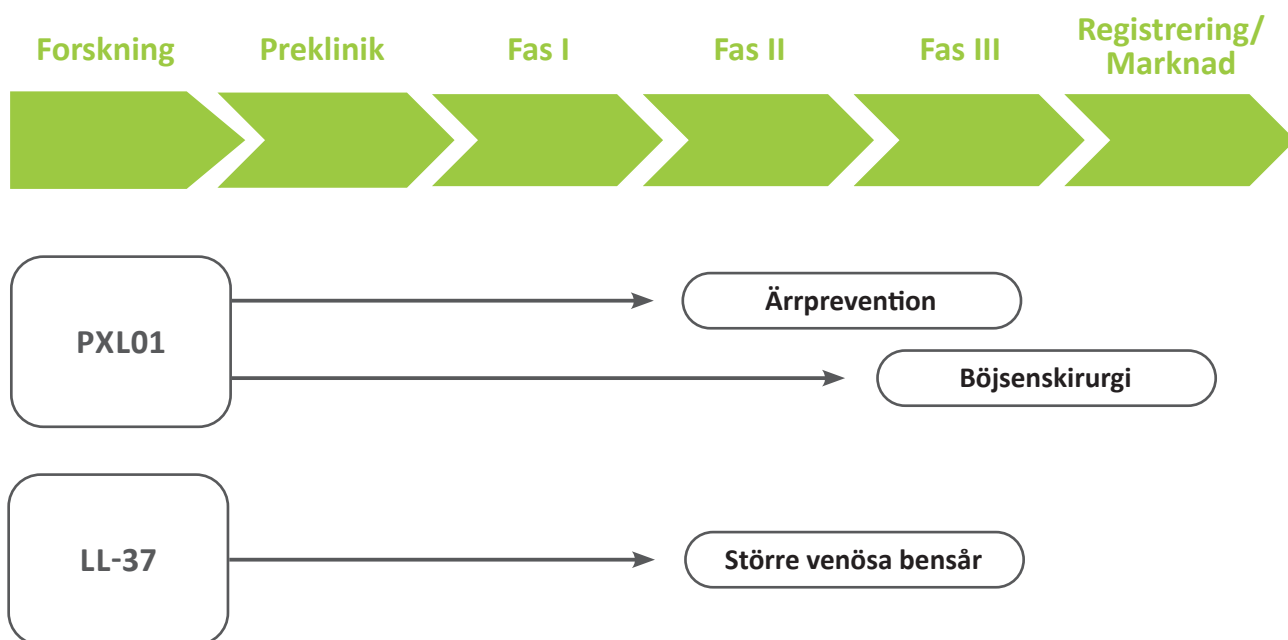 Forskning
Preklinik
Fas I
Fas II
Fas III
Registrering/
Marknad
PXL01
Ärrprevention
Böjsenskirurgi
LL-37
Större venösa bensår